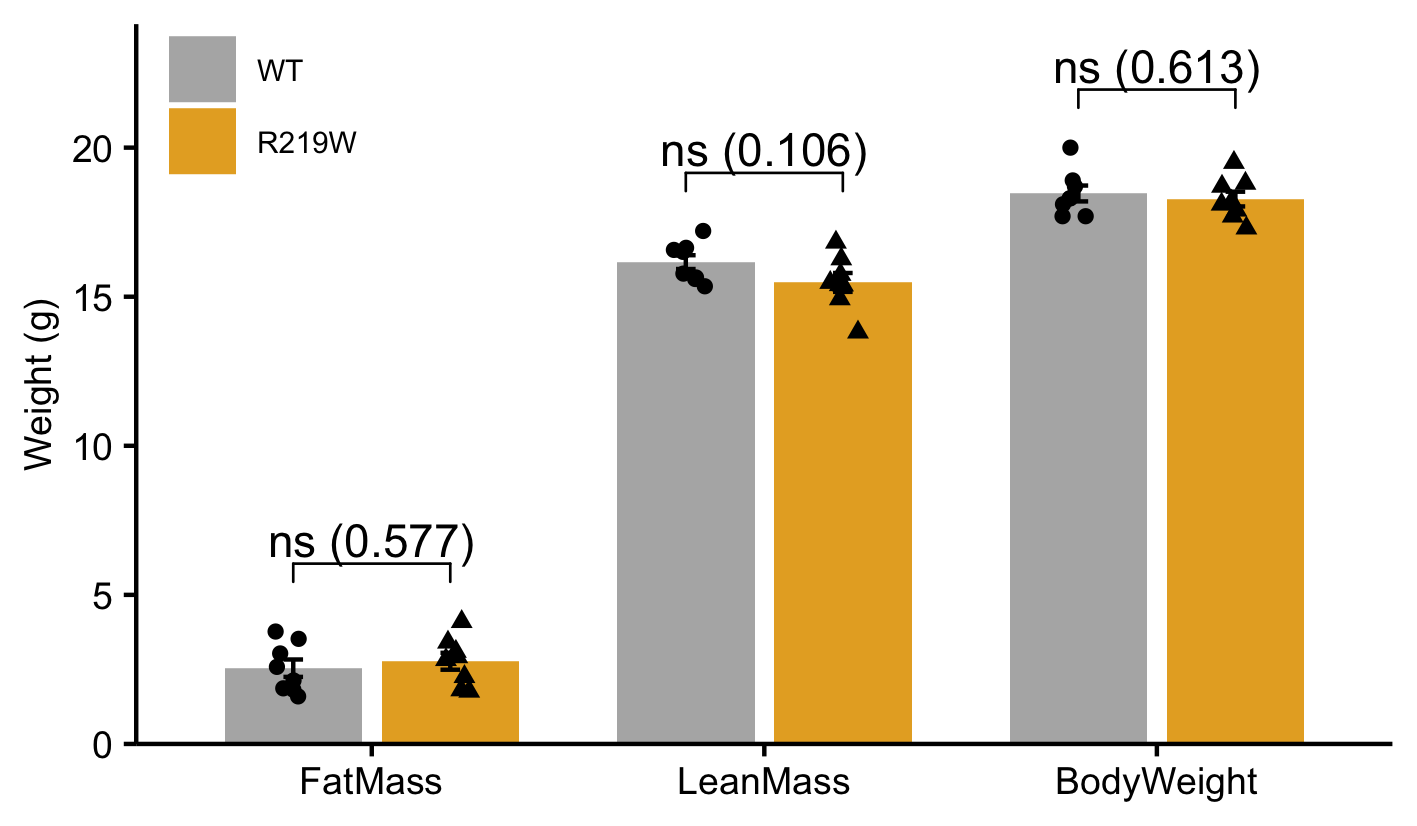 WT
R219W
ns (0.613)
ns (0.106)
ns (0.577)
Weight (g)
20
15
10
5
0
FatMass
LeanMass
BodyWeight